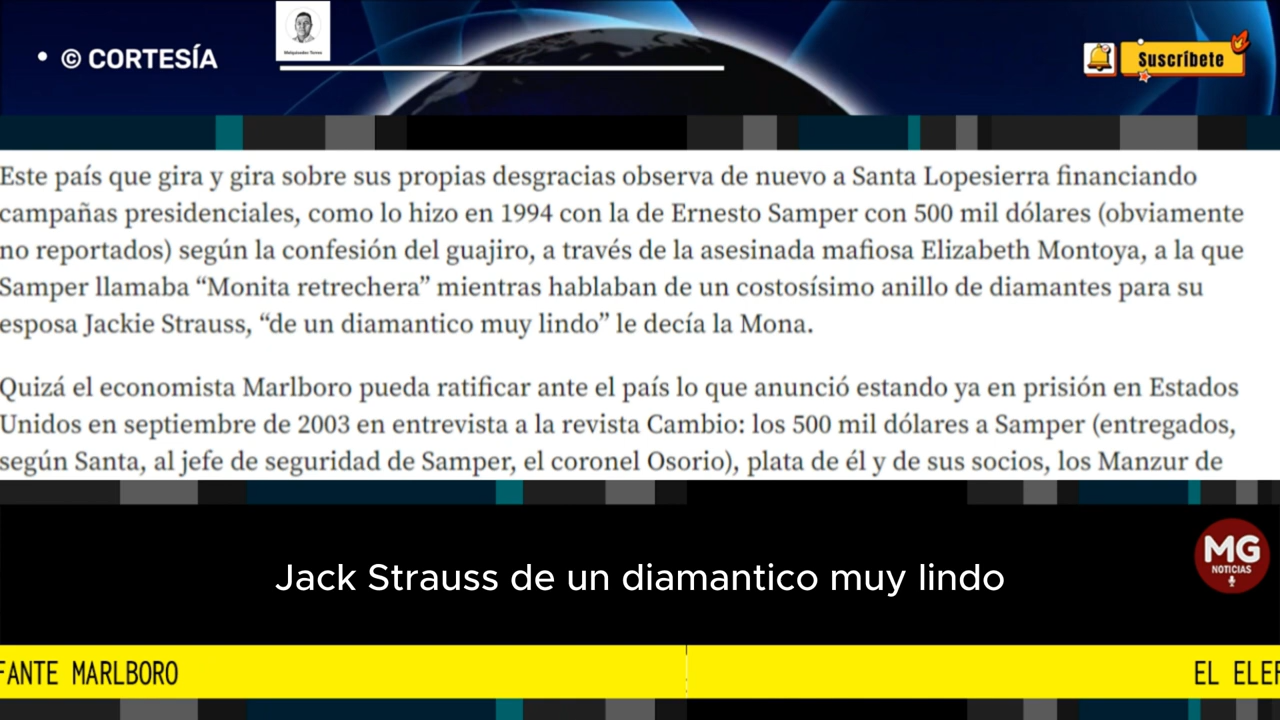 • © CORTESÍA
Suscríbete
Este país que gira y gira sobre sus propias desgracias observa de nuevo a Santa Lopesierra financiando
campañas presidenciales, como lo hizo en 1994 con la de Ernesto Samper con 500 mil dólares (obviamente
no reportados) según la confesión del guajiro, a través de la asesinada mafiosa Elizabeth Montoya, a la que
Samper llamaba “Monita retrechera” mientras hablaban de un costosísimo anillo de diamantes para su
esposa Jackie Strauss, “de un diamantico muy lindo” le decía la Mona.
Quizá el economista Marlboro pueda ratificar ante el país lo que anunció estando ya en prisión en Estados
Unidos en septiembre de 2003 en entrevista a la revista Cambio: los 500 mil dólares a Samper (entregados,
según Santa, al jefe de seguridad de Samper, el coronel Osorio), plata de él y de sus socios, los Manzur de
MG
NOTICIAS
Jack Strauss de un diamantico muy lindo
FANTE MARLBORO
EL ELEF